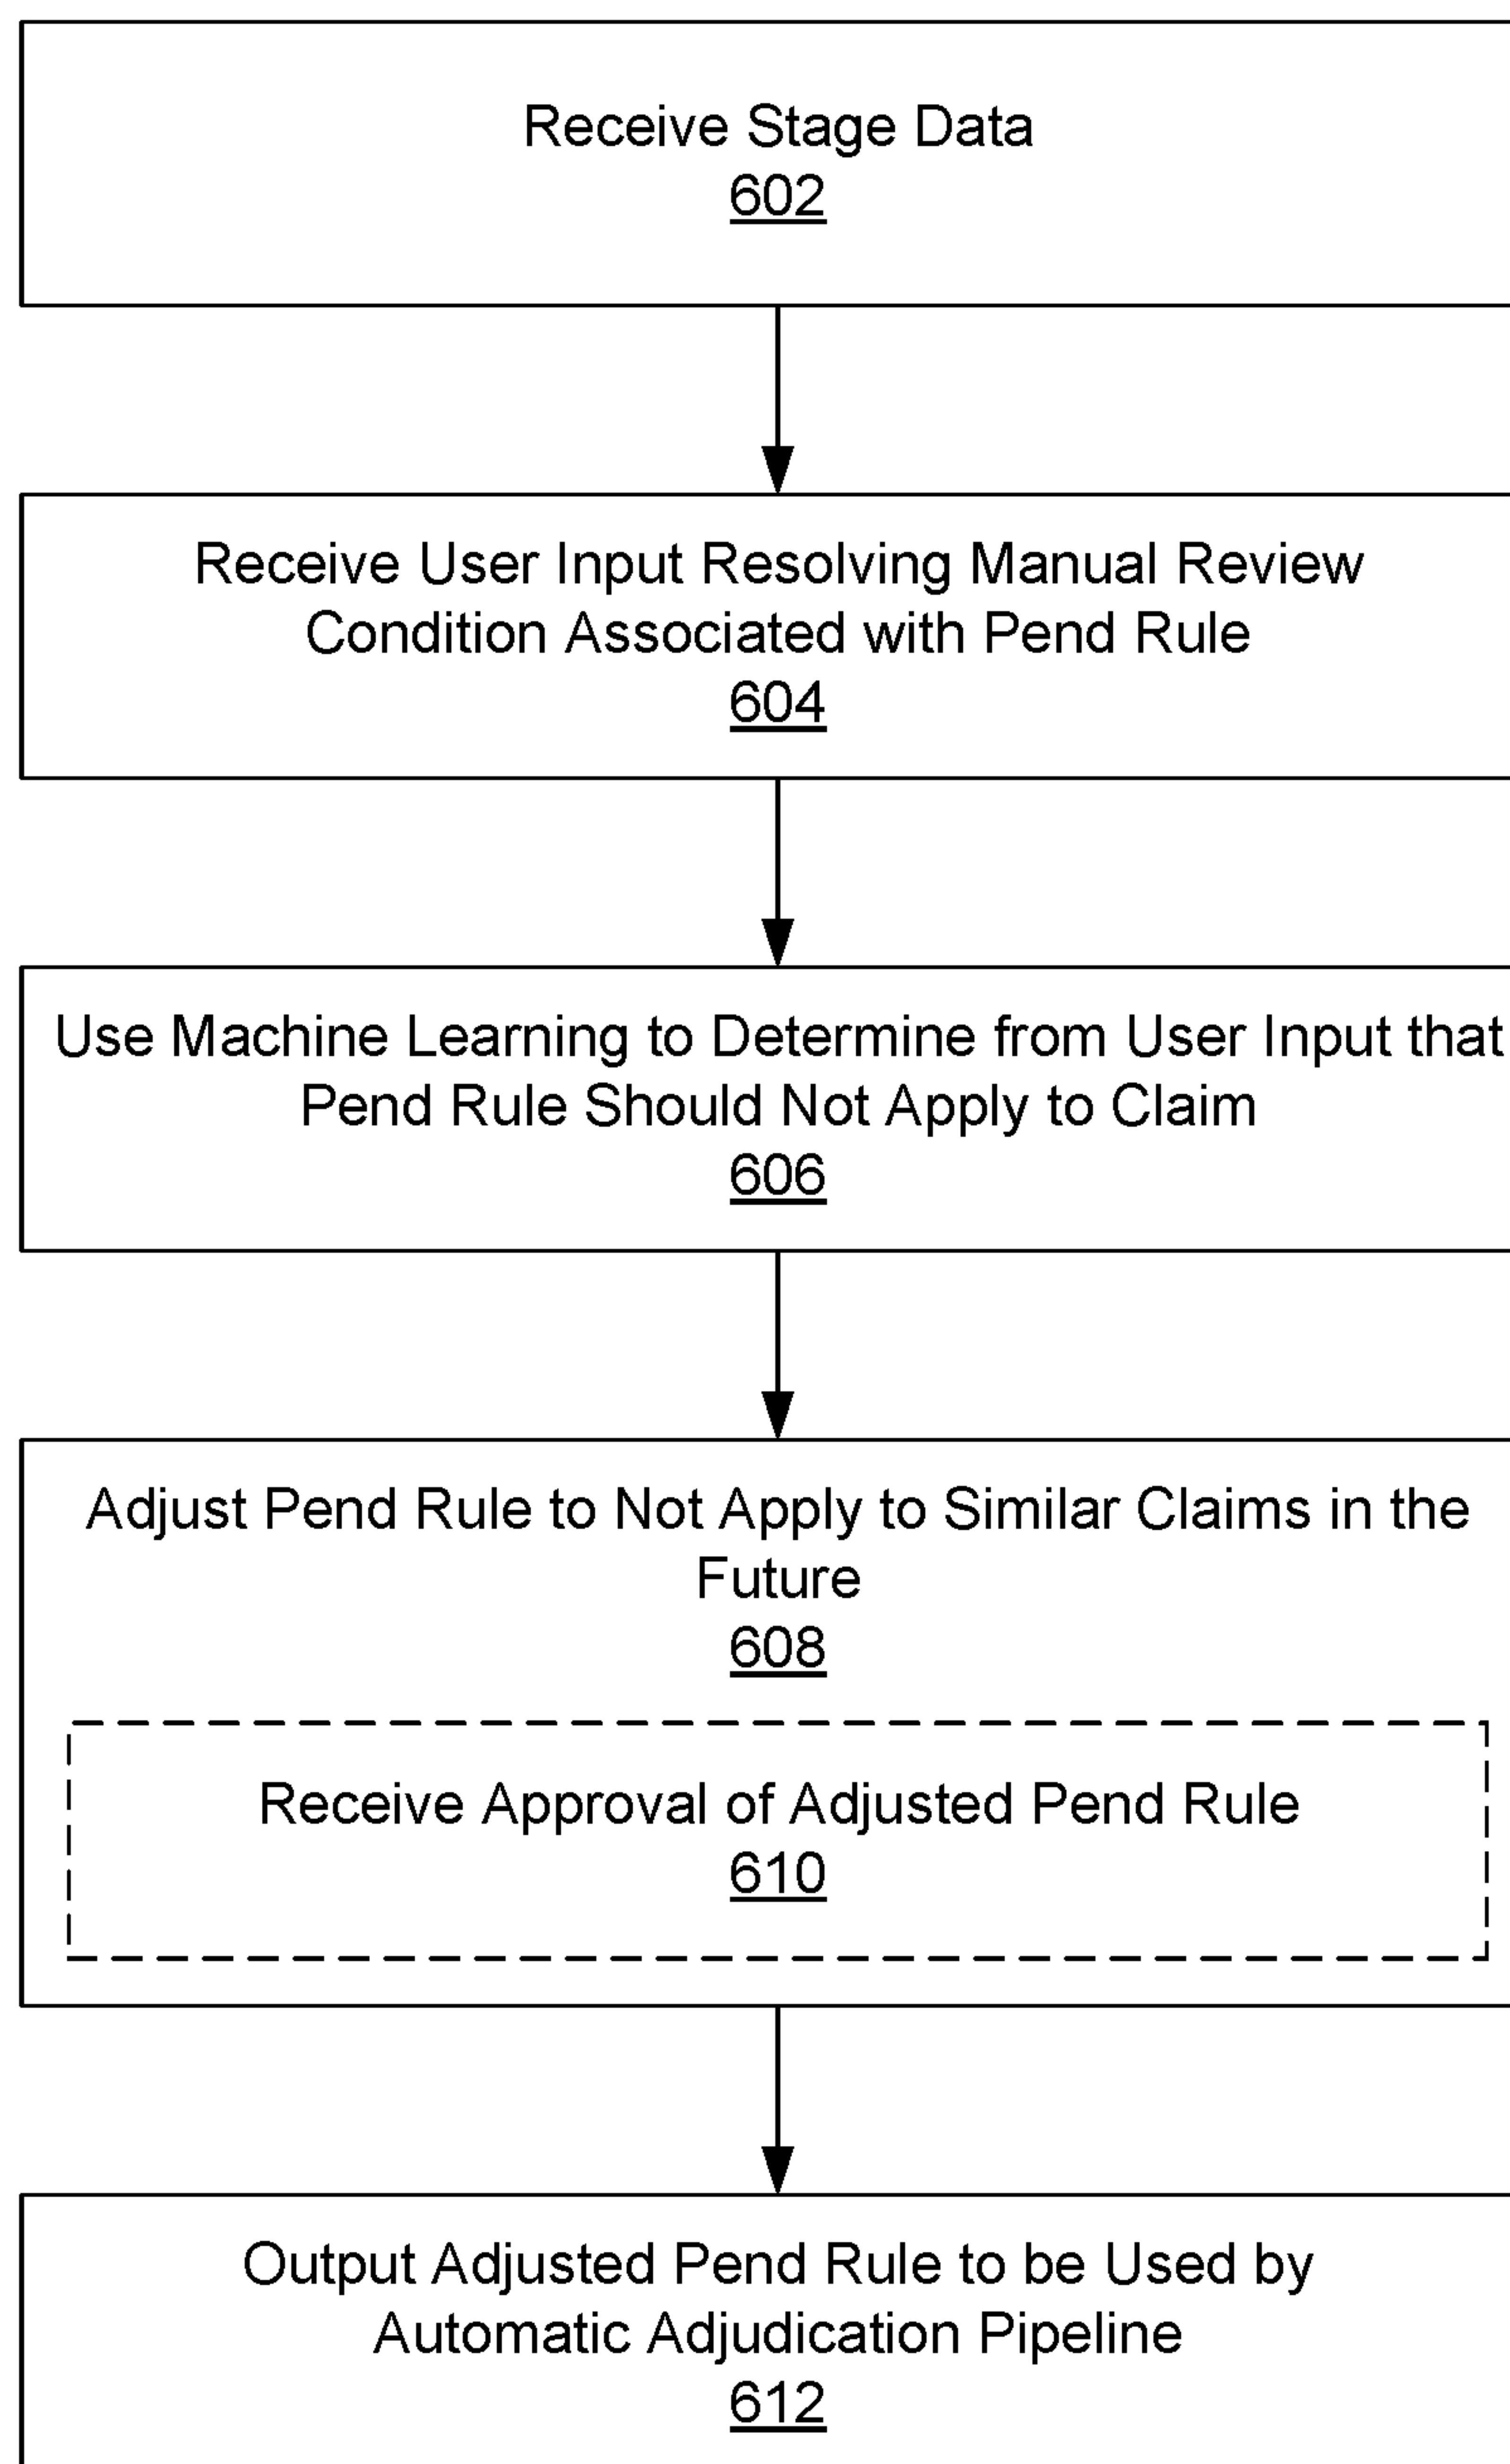 Receive Stage Data
602
Receive User Input Resolving Manual Review
Condition Associated with Pend Rule
604
Use Machine Learning to Determine from User Input that
Pend Rule Should Not Apply to Claim
606
Adjust Pend Rule to Not Apply to Similar Claims in the
Future
608
Receive Approval of Adjusted Pend Rule
610
Output Adjusted Pend Rule to be Used by
Automatic Adjudication Pipeline
612